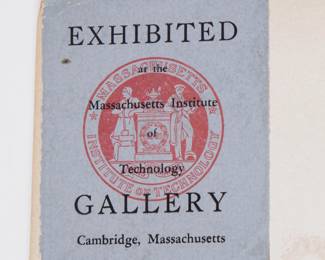 EXHIBITED
at the
Massachusetts Institute
of
Technology
GALLERY
Cambridge, Massachusetts
MASSACHUSETTS
INSTITUTE OF TECHNOLOGY